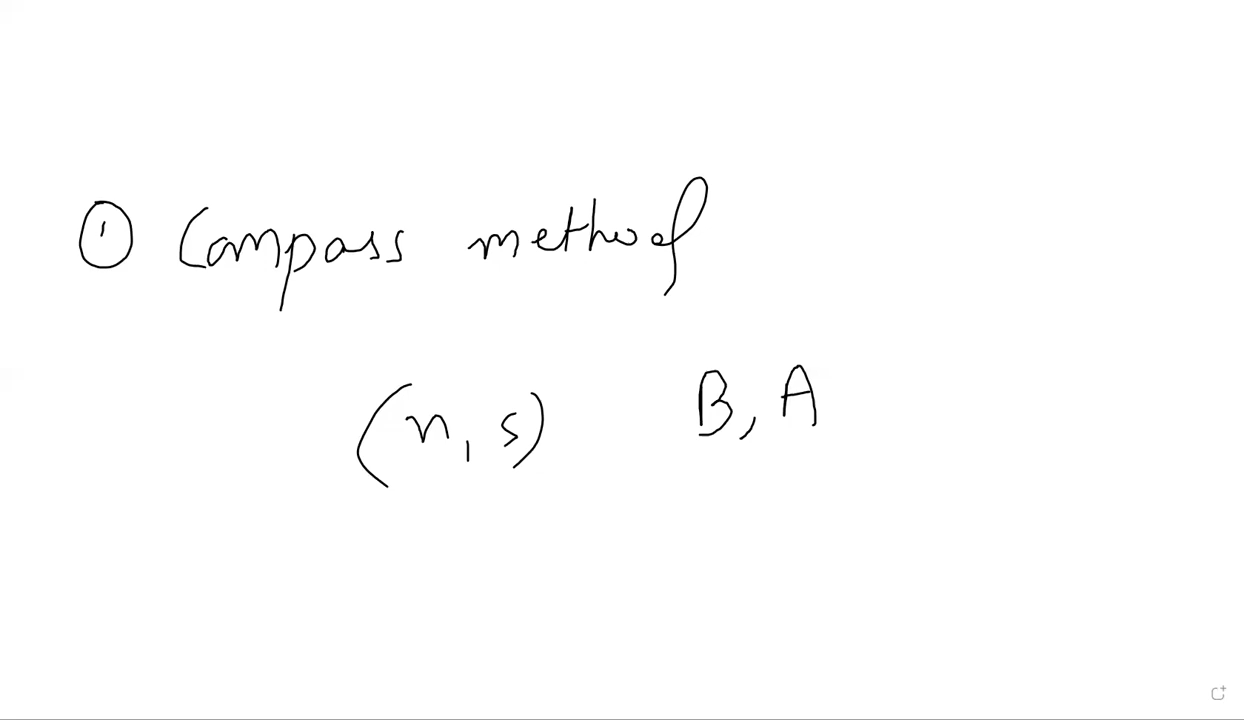 ① Compass method
(n, s) B, A